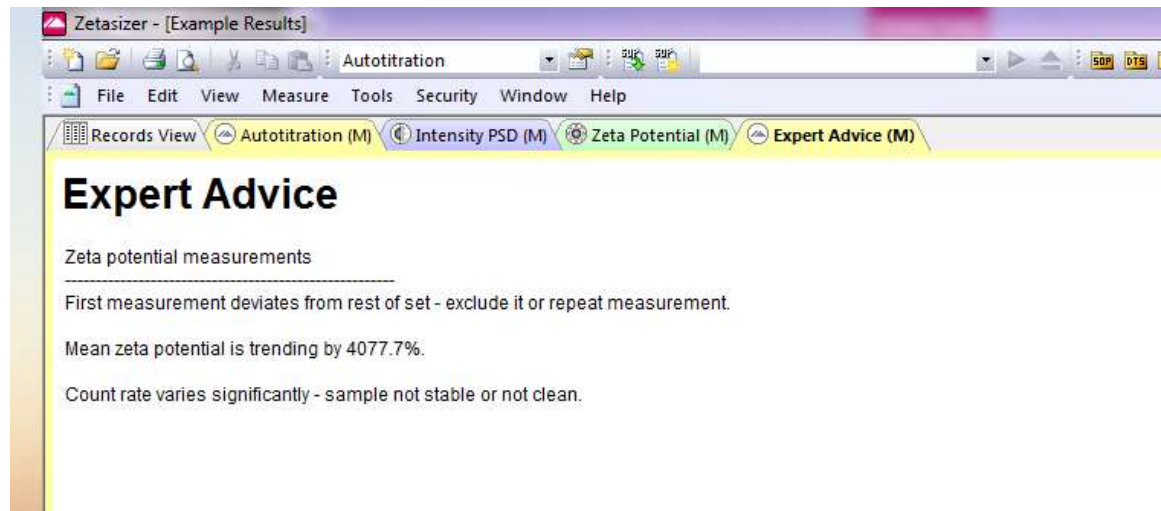 Zetasizer - [Example Results]
Autotitration
SOP DTS
File Edit View Measure Tools Security Window Help
Records View Autotitration (M) Intensity PSD (M) Zeta Potential (M) Expert Advice (M)
Expert Advice
Zeta potential measurements
------------------------------------------------------
First measurement deviates from rest of set - exclude it or repeat measurement.
Mean zeta potential is trending by 4077.7%.
Count rate varies significantly - sample not stable or not clean.